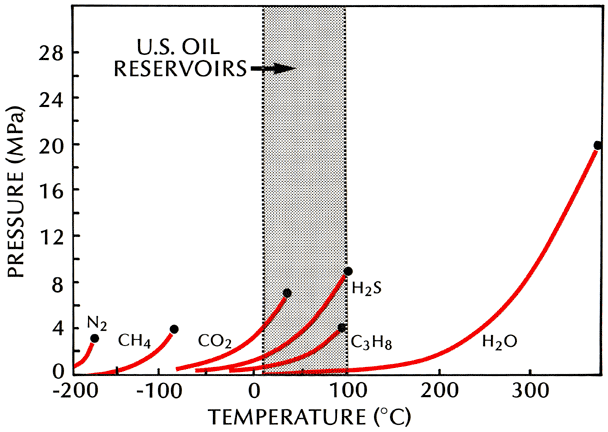 U.S. OIL
RESERVOIRS
28
24
20
16
12
8
4
0
PRESSURE (MPa)
N₂
CH₄
CO₂
H₂S
C₃H₈
H₂O
-200 -100 0 100 200 300
TEMPERATURE (°C)